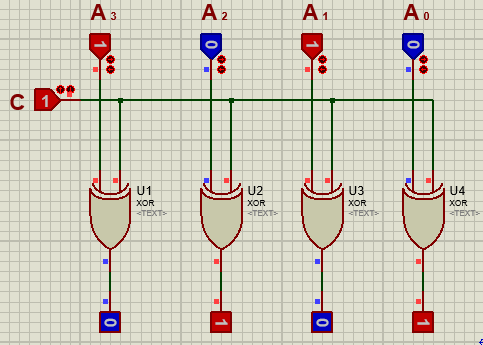 A3 A2 A1 A0
1 0 1 0
C 1
U1 U2 U3 U4
XOR XOR XOR XOR
<TEXT> <TEXT> <TEXT> <TEXT>
0 1 0 1